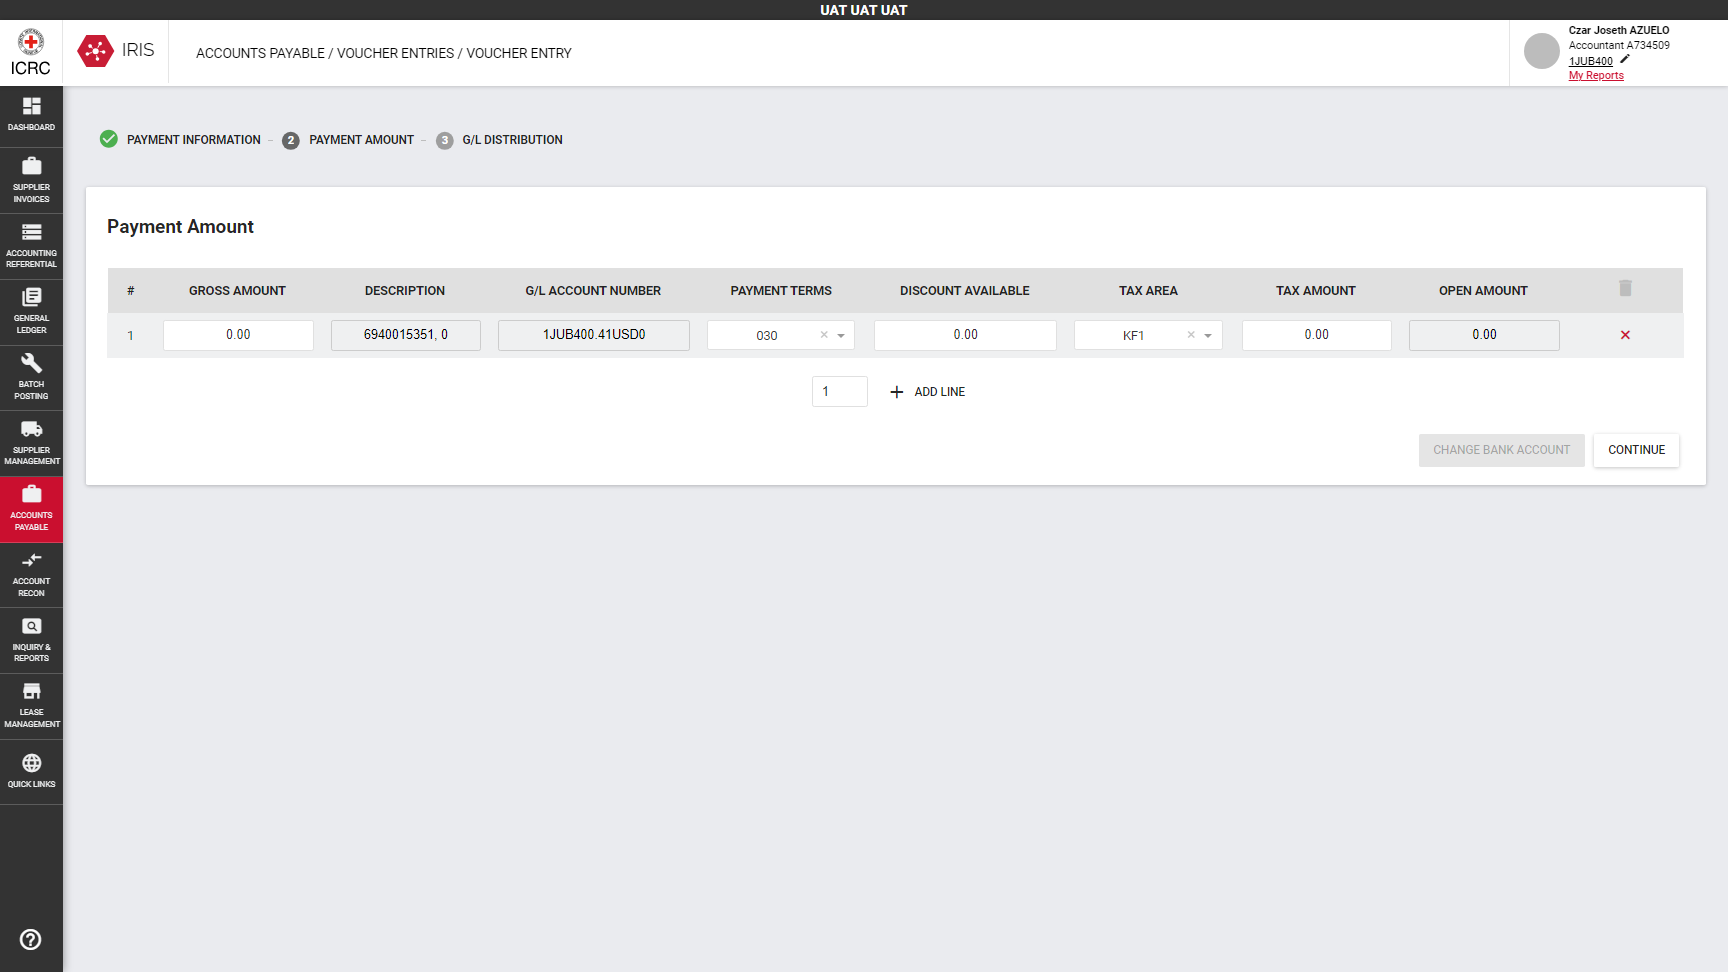 UAT UAT UAT
ICRC
IRIS
ACCOUNTS PAYABLE / VOUCHER ENTRIES / VOUCHER ENTRY
Czar Joseth AZUELO
Accountant A734509
1JUB400
My Reports
DASHBOARD
SUPPLIER
INVOICES
ACCOUNTING
REFERENTIAL
GENERAL
LEDGER
BATCH
POSTING
SUPPLIER
MANAGEMENT
ACCOUNTS
PAYABLE
ACCOUNT
RECON
INQUIRY &
REPORTS
LEASE
MANAGEMENT
QUICK LINKS
PAYMENT INFORMATION - 2 PAYMENT AMOUNT - 3 G/L DISTRIBUTION
Payment Amount
# GROSS AMOUNT DESCRIPTION G/L ACCOUNT NUMBER PAYMENT TERMS DISCOUNT AVAILABLE TAX AREA TAX AMOUNT OPEN AMOUNT
1 0.00 6940015351, 0 1JUB400.41USD0 030 × 0.00 KF1 × 0.00 0.00
1 ADD LINE
CHANGE BANK ACCOUNT CONTINUE